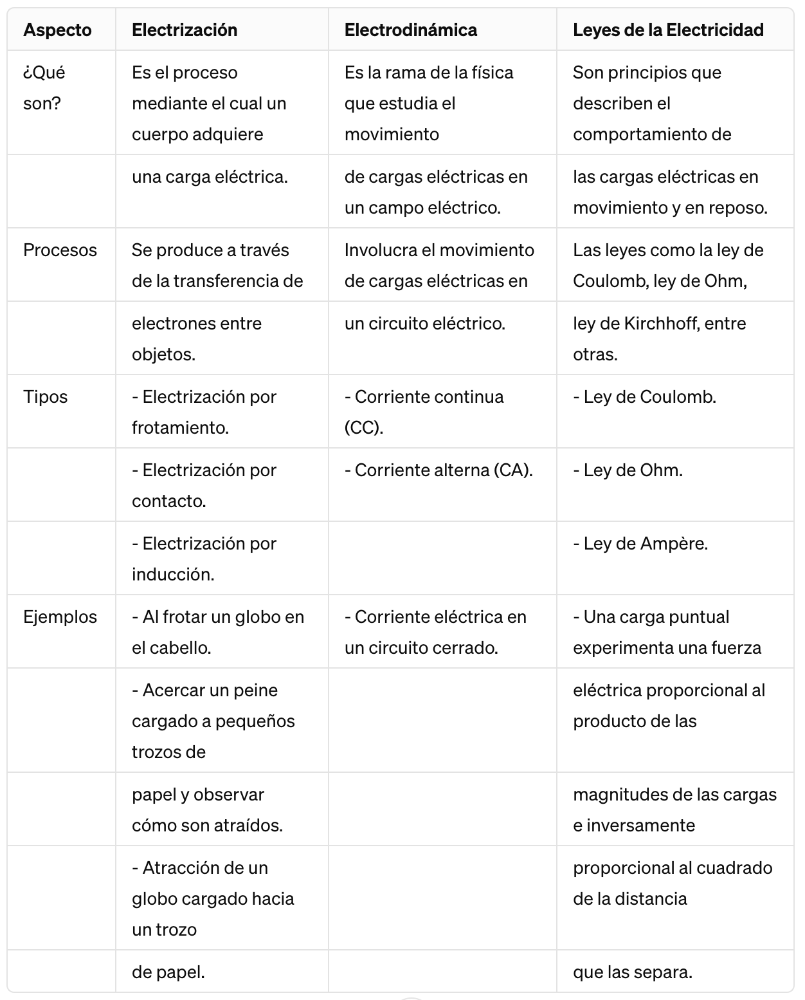 Aspecto Electrización Electrodinámica Leyes de la Electricidad
¿Qué Es el proceso Es la rama de la física Son principios que
son? mediante el cual un que estudia el describen el
cuerpo adquiere movimiento comportamiento de
una carga eléctrica. de cargas eléctricas en las cargas eléctricas en
un campo eléctrico. movimiento y en reposo.
Procesos Se produce a través Involucra el movimiento Las leyes como la ley de
de la transferencia de de cargas eléctricas en Coulomb, ley de Ohm,
electrones entre un circuito eléctrico. ley de Kirchhoff, entre
objetos. otras.
Tipos - Electrización por - Corriente continua - Ley de Coulomb.
frotamiento. (CC).
- Electrización por - Corriente alterna (CA). - Ley de Ohm.
contacto.
- Electrización por - Ley de Ampère.
inducción.
Ejemplos - Al frotar un globo en - Corriente eléctrica en - Una carga puntual
el cabello. un circuito cerrado. experimenta una fuerza
- Acercar un peine eléctrica proporcional al
cargado a pequeños producto de las
trozos de
papel y observar magnitudes de las cargas
cómo son atraídos. e inversamente
- Atracción de un proporcional al cuadrado
globo cargado hacia de la distancia
un trozo
de papel. que las separa.